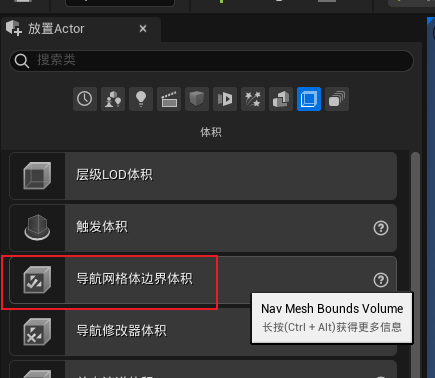 放置Actor
搜索类
体积
层级LOD体积
触发体积
导航网格体边界体积
Nav Mesh Bounds Volume
长按(Ctrl + Alt)获得更多信息
导航修改器体积